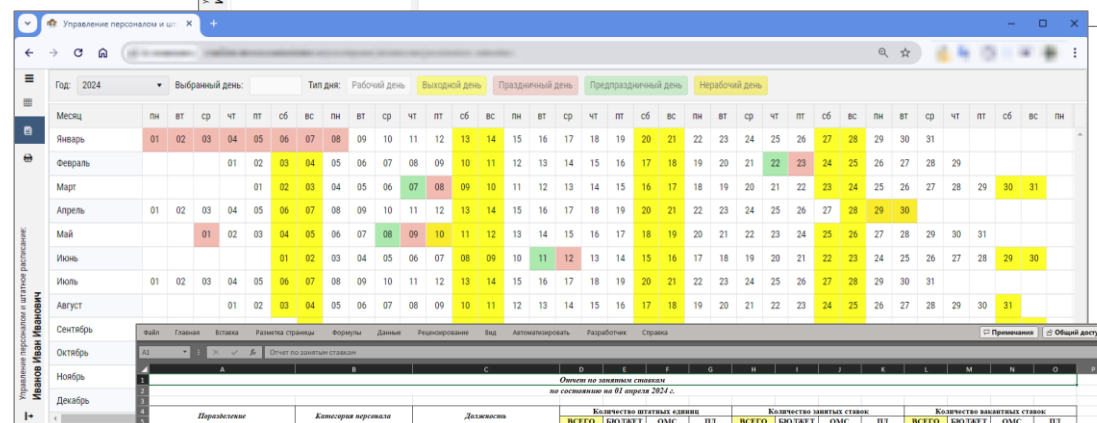 Управление персоналом и шт
Год: 2024 Выбранный день: Тип дня: Рабочий день Выходной день Праздничный день Предпраздничный день Нерабочий день
Месяц пн вт ср чт пт сб вс пн вт ср чт пт сб вс пн вт ср чт пт сб вс пн вт ср чт пт сб вс пн вт ср чт пт сб вс пн
Январь 01 02 03 04 05 06 07 08 09 10 11 12 13 14 15 16 17 18 19 20 21 22 23 24 25 26 27 28 29 30 31
Февраль 01 02 03 04 05 06 07 08 09 10 11 12 13 14 15 16 17 18 19 20 21 22 23 24 25 26 27 28 29
Март 01 02 03 04 05 06 07 08 09 10 11 12 13 14 15 16 17 18 19 20 21 22 23 24 25 26 27 28 29 30 31
Апрель 01 02 03 04 05 06 07 08 09 10 11 12 13 14 15 16 17 18 19 20 21 22 23 24 25 26 27 28 29 30
Май 01 02 03 04 05 06 07 08 09 10 11 12 13 14 15 16 17 18 19 20 21 22 23 24 25 26 27 28 29 30 31
Июнь 01 02 03 04 05 06 07 08 09 10 11 12 13 14 15 16 17 18 19 20 21 22 23 24 25 26 27 28 29 30
Июль 01 02 03 04 05 06 07 08 09 10 11 12 13 14 15 16 17 18 19 20 21 22 23 24 25 26 27 28 29 30 31
Август 01 02 03 04 05 06 07 08 09 10 11 12 13 14 15 16 17 18 19 20 21 22 23 24 25 26 27 28 29 30 31
Сентябрь
Октябрь
Ноябрь
Декабрь
Управление персоналом и штатное расписание:
Иванов Иван Иванович
Файл Главная Вставка Разметка страницы Формулы Данные Рецензирование Вид Автоматизировать Разработчик Справка Примечания Общий досту
A1 fx Отчет по занятым ставкам
A B C D E F G H I J K L M N O P
1 Отчет по занятым ставкам
2 по состоянию на 01 апреля 2024 г.
3
4 Подразделение Категория персонала Должность Количество штатных единиц Количество занятых ставок Количество вакантных ставок
5 ВСЕГО БЮДЖЕТ ОМС ПД ВСЕГО БЮДЖЕТ ОМС ПД ВСЕГО БЮДЖЕТ ОМС ПД